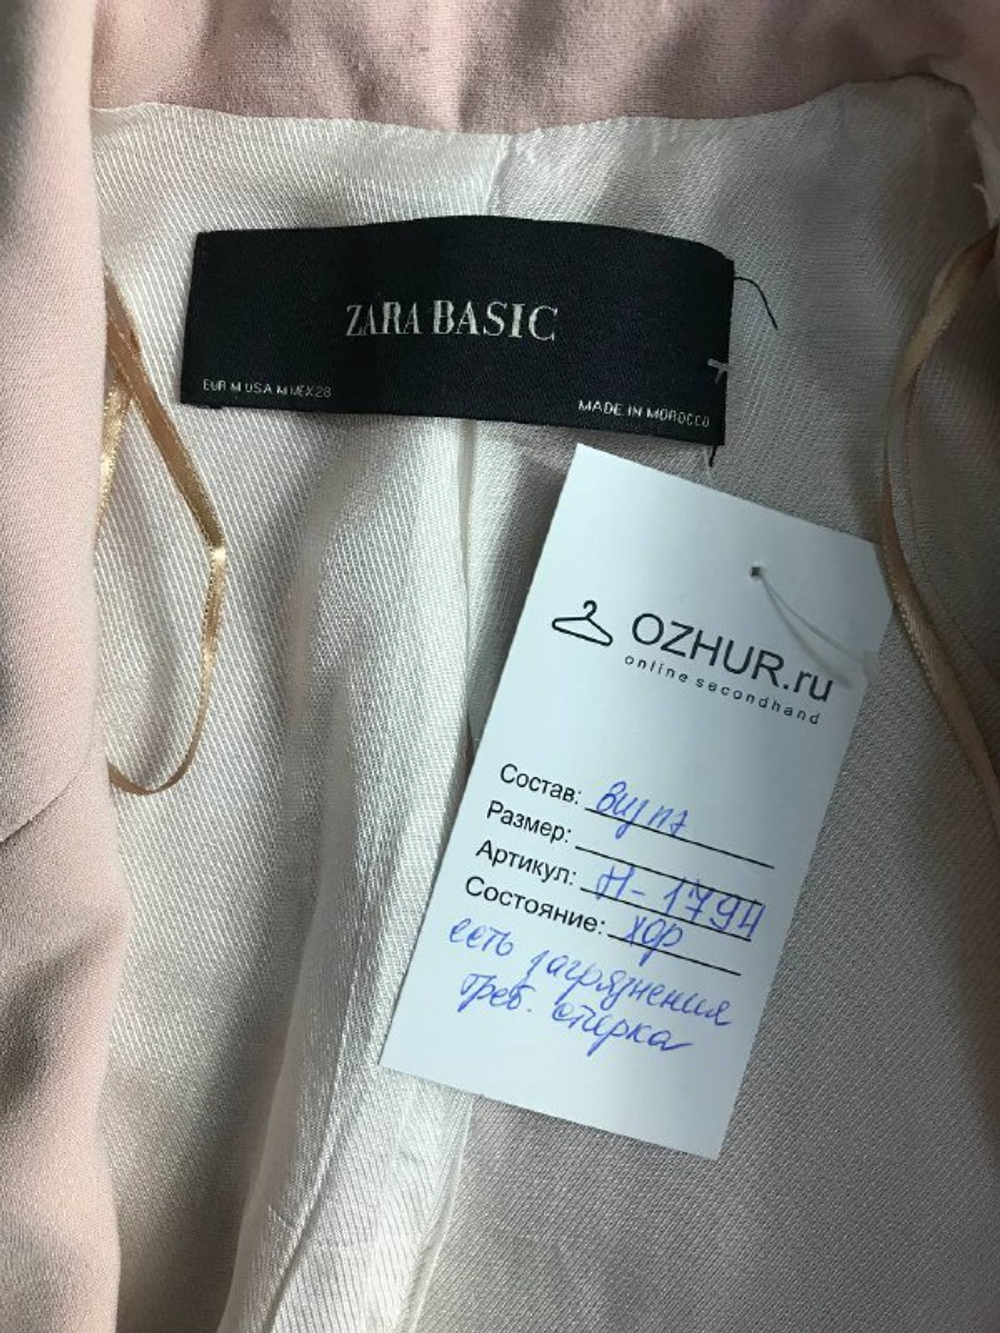 ZARA BASIC
EUR M USA M MEX 28
MADE IN MOROCCO
OZHUR.ru
online secondhand
Состав:
Размер:
Артикул: Н-1794
Состояние: хор
есть загрязнения
треб. стирка